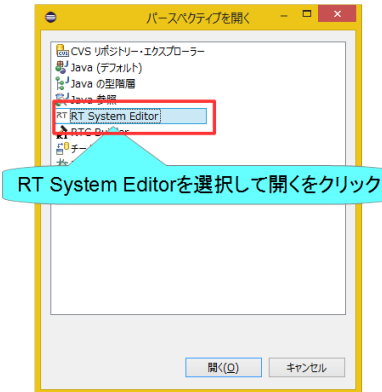 パースペクティブを開く
CVS リポジトリー・エクスプローラー
Java (デフォルト)
Java の型階層
Java 参照
RT System Editor
RTC Builder
RT System Editorを選択して開くをクリック
開く(O)
キャンセル